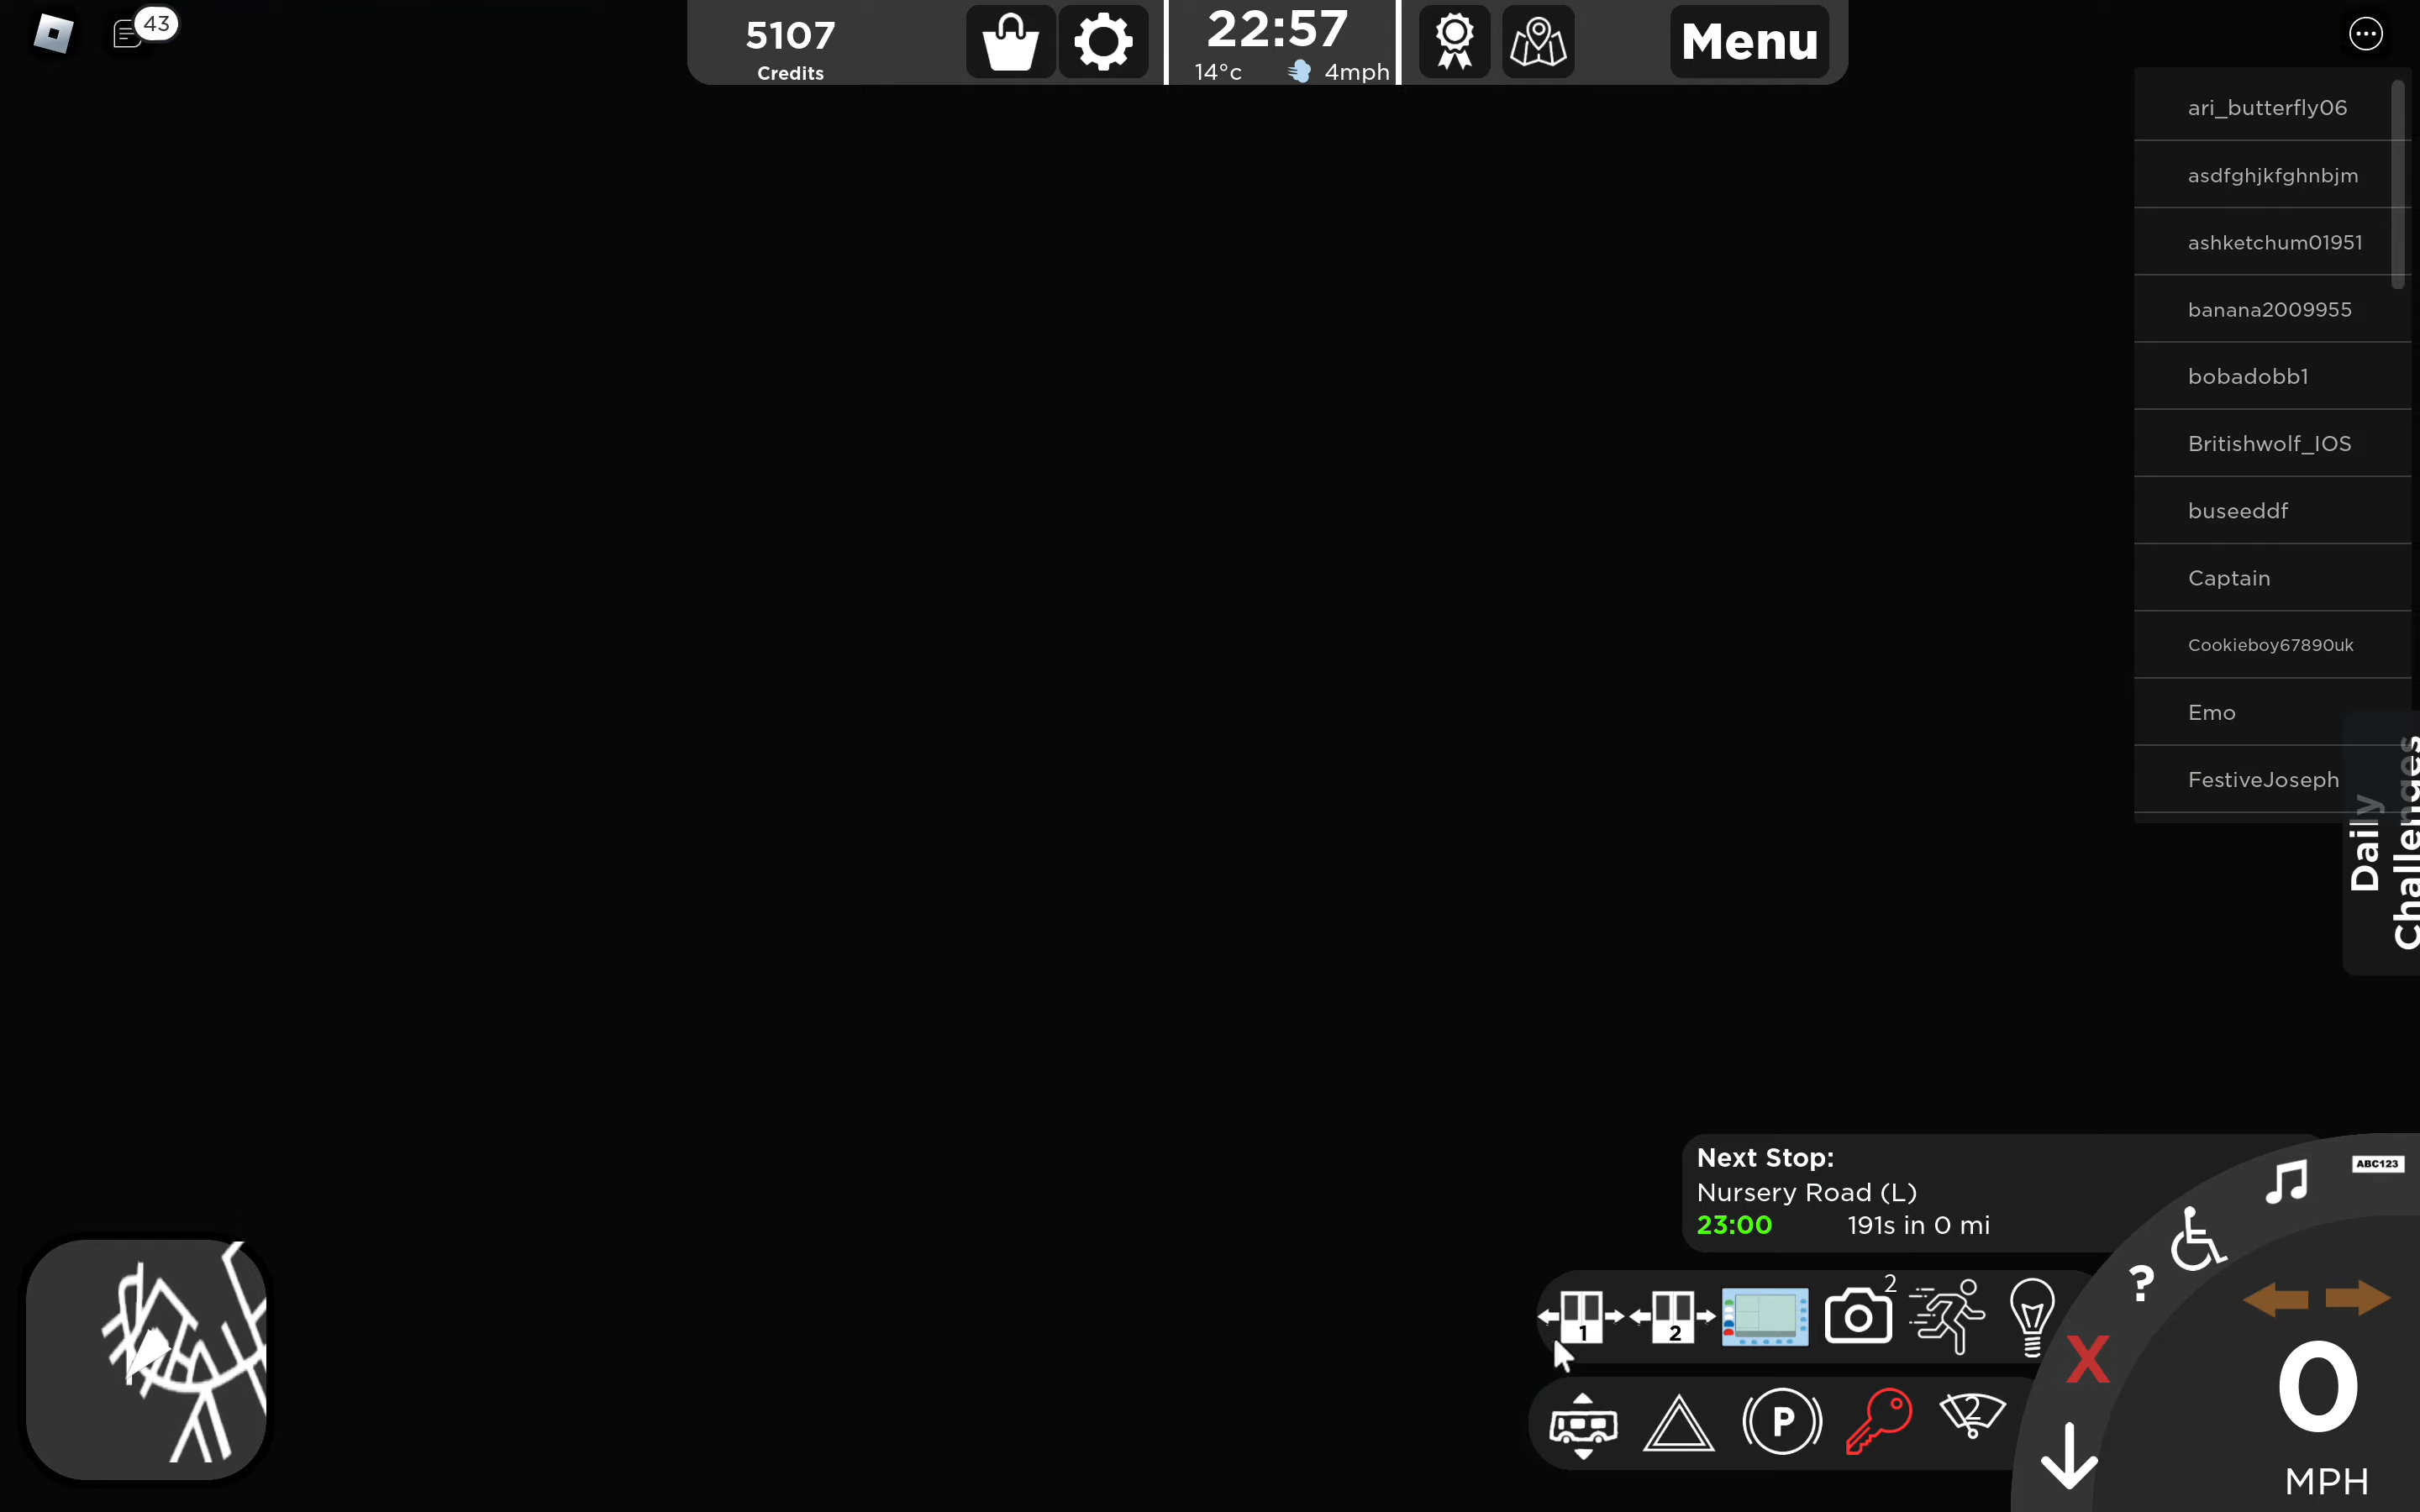 43
5107
Credits
22:57
14°c 4mph
Menu
ari_butterfly06
asdfghjkfghnbjm
ashketchum01951
banana2009955
bobadobb1
Britishwolf_IOS
buseeddf
Captain
Cookieboy67890uk
Emo
FestiveJoseph
Daily
Challenges
Next Stop:
Nursery Road (L)
23:00 191s in 0 mi
ABC123
1 2 2
?
X
P 2
0
MPH